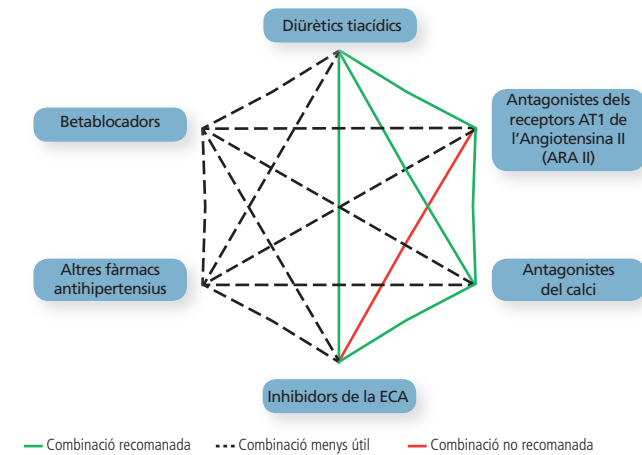 Diürètics tiacídics
Betablocadors
Antagonistes dels
receptors AT1 de
l'Angiotensina II
(ARA II)
Altres fàrmacs
antihipertensius
Antagonistes
del calci
Inhibidors de la ECA
Combinació recomanada
Combinació menys útil
Combinació no recomanada